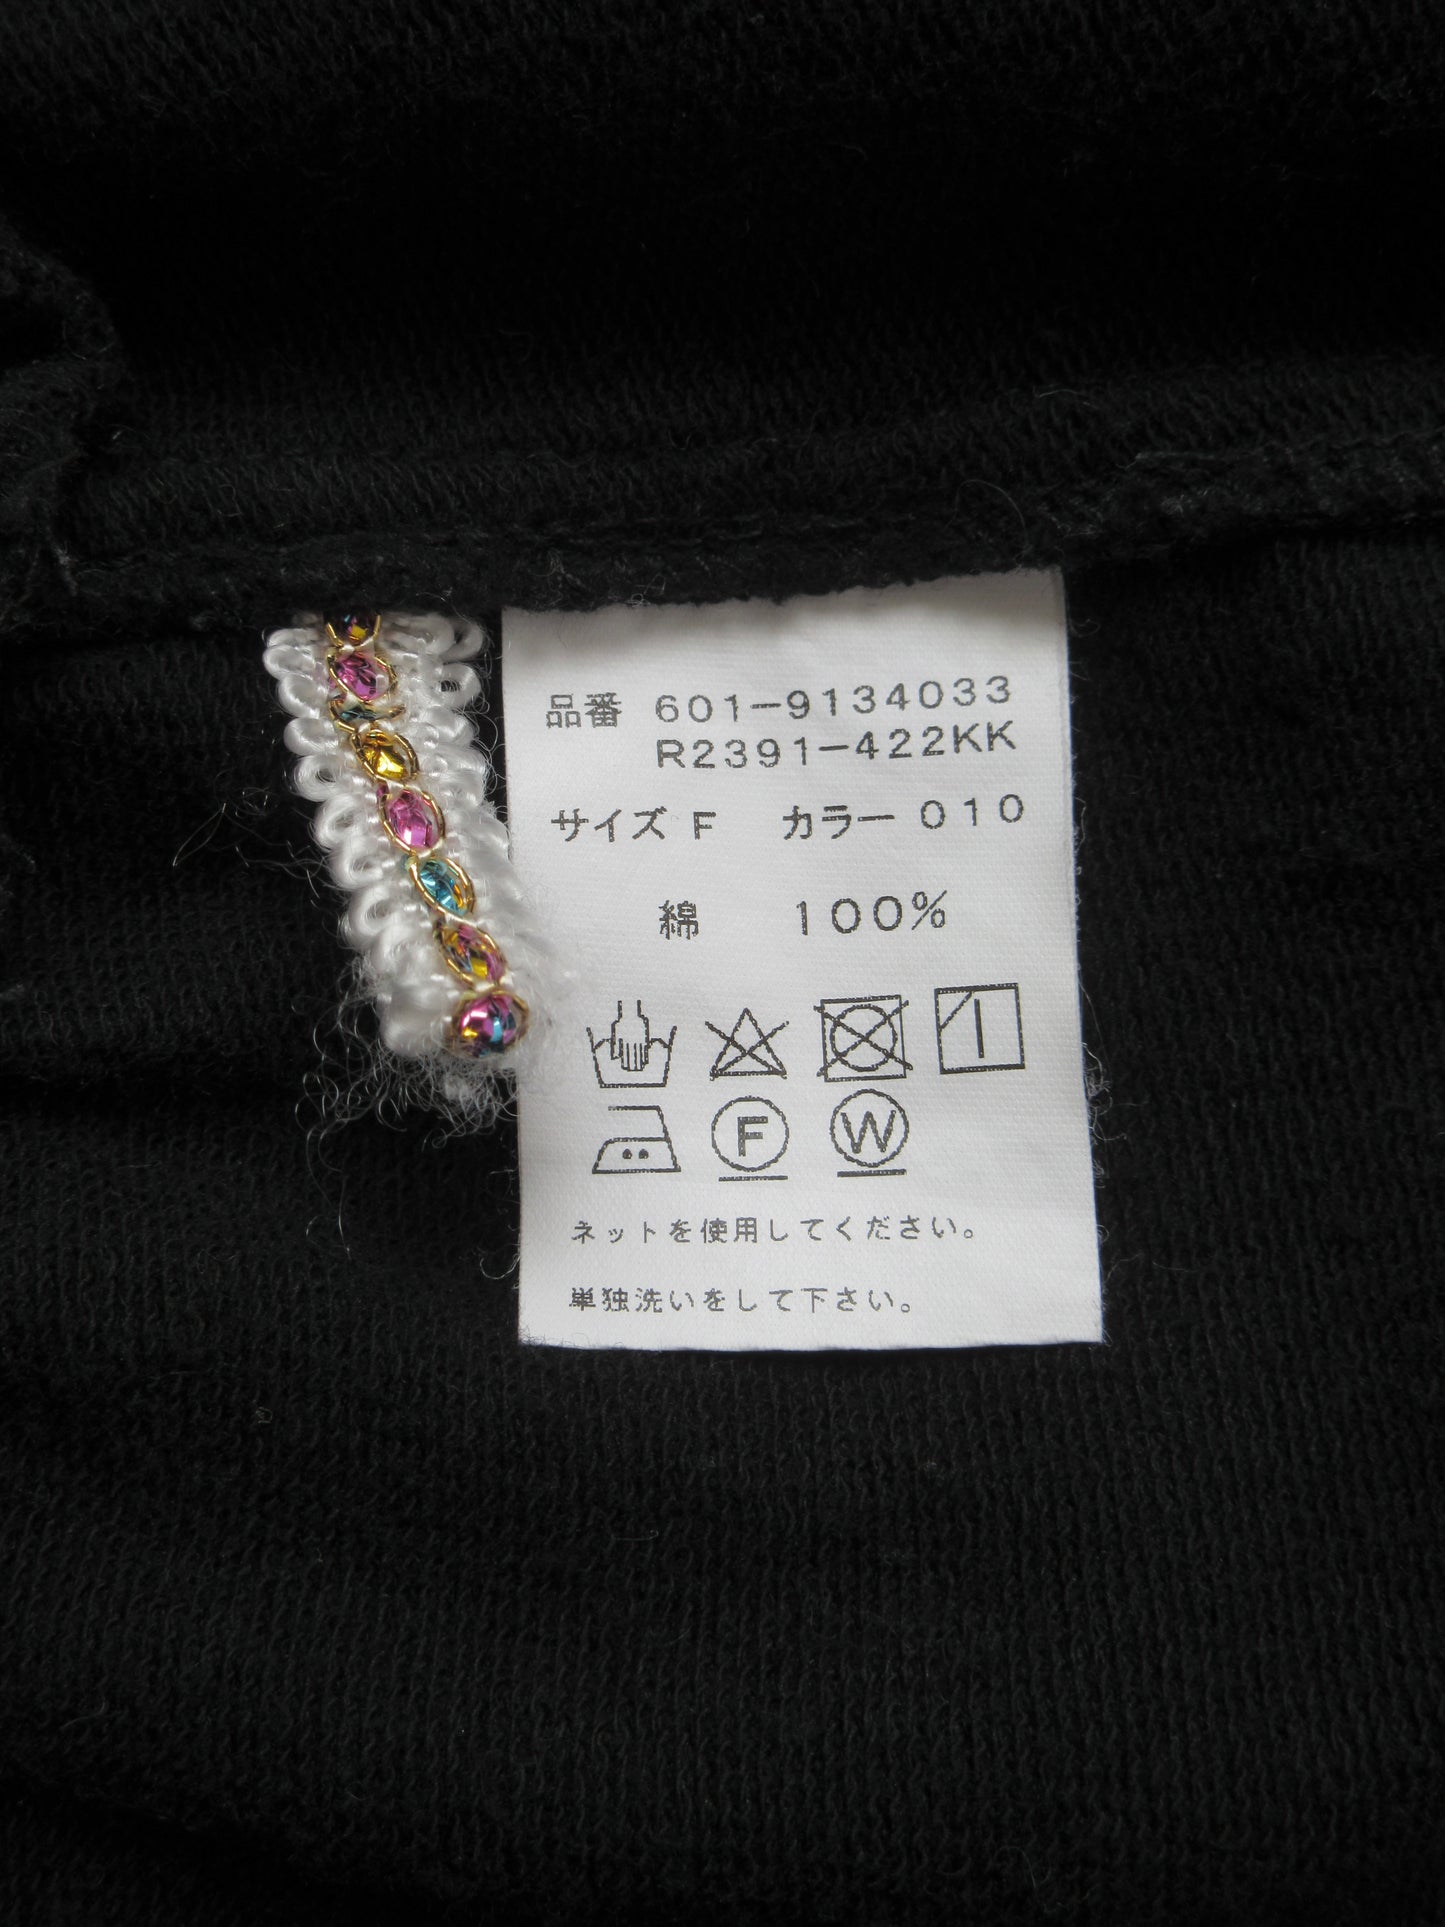 品番 601-9134033
R2391-422KK
サイズ F カラー 010
綿 100%
F W
ネットを使用してください。
単独洗いをして下さい。